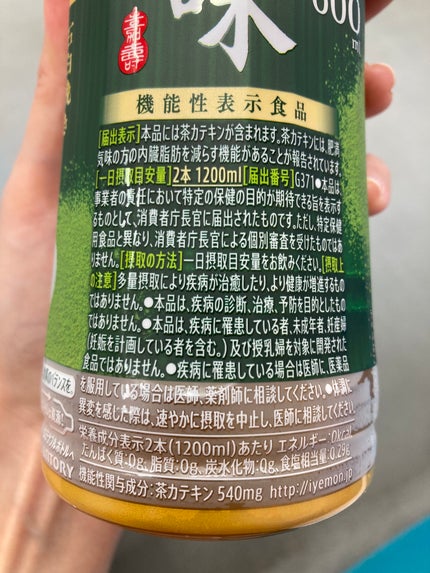 味
600
ml
機能性表示食品
[届出表示]本品には茶カテキンが含まれます。茶カテキンには、肥満
気味の方の内臓脂肪を減らす機能があることが報告されています。
[一日摂取目安量]2本 1200ml[届出番号]G371●本品は、
事業者の責任において特定の保健の目的が期待できる旨を表示す
るものとして、消費者庁長官に届出されたものです。ただし、特定保健
用食品と異なり、消費者庁長官による個別審査を受けたものではあ
りません。[摂取の方法]一日摂取目安量をお飲みください。[摂取上
の注意]多量摂取により疾病が治癒したり、より健康が増進するもの
ではありません。●本品は、疾病の診断、治療、予防を目的としたもの
ではありません。●本品は、疾病に罹患している者、未成年者、妊産婦
(妊娠を計画している者を含む。)及び授乳婦を対象に開発された
食品ではありません。●疾病に罹患している場合は医師、医薬品
を服用している場合は医師、薬剤師に相談してください。●体調に
異変を感じた際は、速やかに摂取を中止し、医師に相談してください。
栄養成分表示2本(1200ml)あたり エネルギー:0kcal
たんぱく質:0g、脂質:0g、炭水化物:0g、食塩相当量:0.29g
機能性関与成分:茶カテキン 540mg http://iyemon.jp/
バランスを
UNTORY